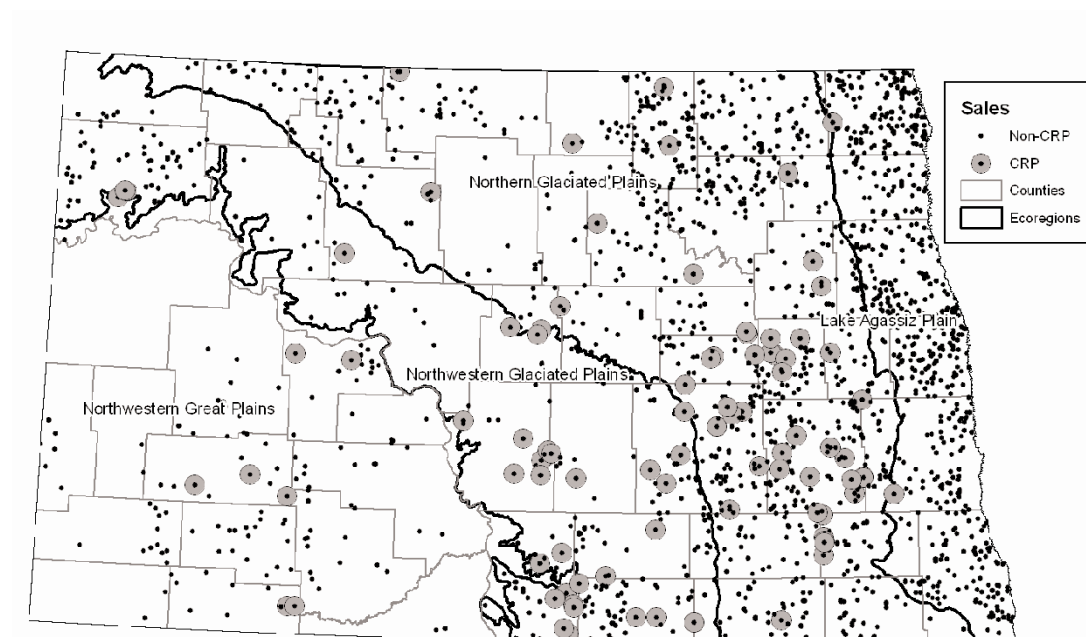 Sales
Non-CRP
CRP
Counties
Ecoregions
Northern Glaciated Plains
Lake Agassiz Plain
Northwestern Glaciated Plains
Northwestern Great Plains